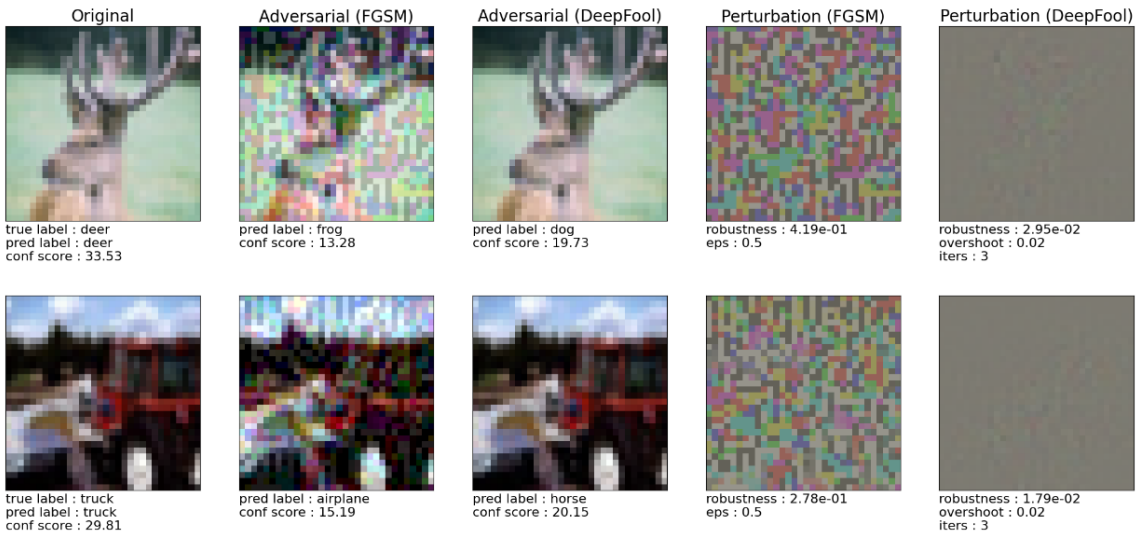 Original
Adversarial (FGSM)
Adversarial (DeepFool)
Perturbation (FGSM)
Perturbation (DeepFool)
true label : deer
pred label : deer
conf score : 33.53
pred label : frog
conf score : 13.28
pred label : dog
conf score : 19.73
robustness : 4.19e-01
eps : 0.5
robustness : 2.95e-02
overshoot : 0.02
iters : 3
true label : truck
pred label : truck
conf score : 29.81
pred label : airplane
conf score : 15.19
pred label : horse
conf score : 20.15
robustness : 2.78e-01
eps : 0.5
robustness : 1.79e-02
overshoot : 0.02
iters : 3